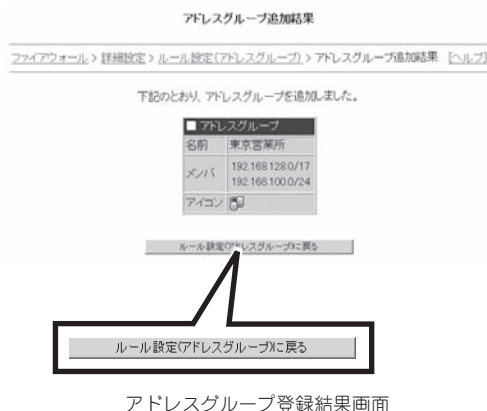 アドレスグループ追加結果
ファイアウォール > 詳細設定 > ルール設定(アドレスグループ) > アドレスグループ追加結果 [ヘルプ]
下記のとおり、アドレスグループを追加しました。
■ アドレスグループ
名前 東京営業所
メンバ 192.168.128.0/17
192.168.100.0/24
アイコン
ルール設定(アドレスグループ)に戻る
ルール設定(アドレスグループ)に戻る
アドレスグループ登録結果画面